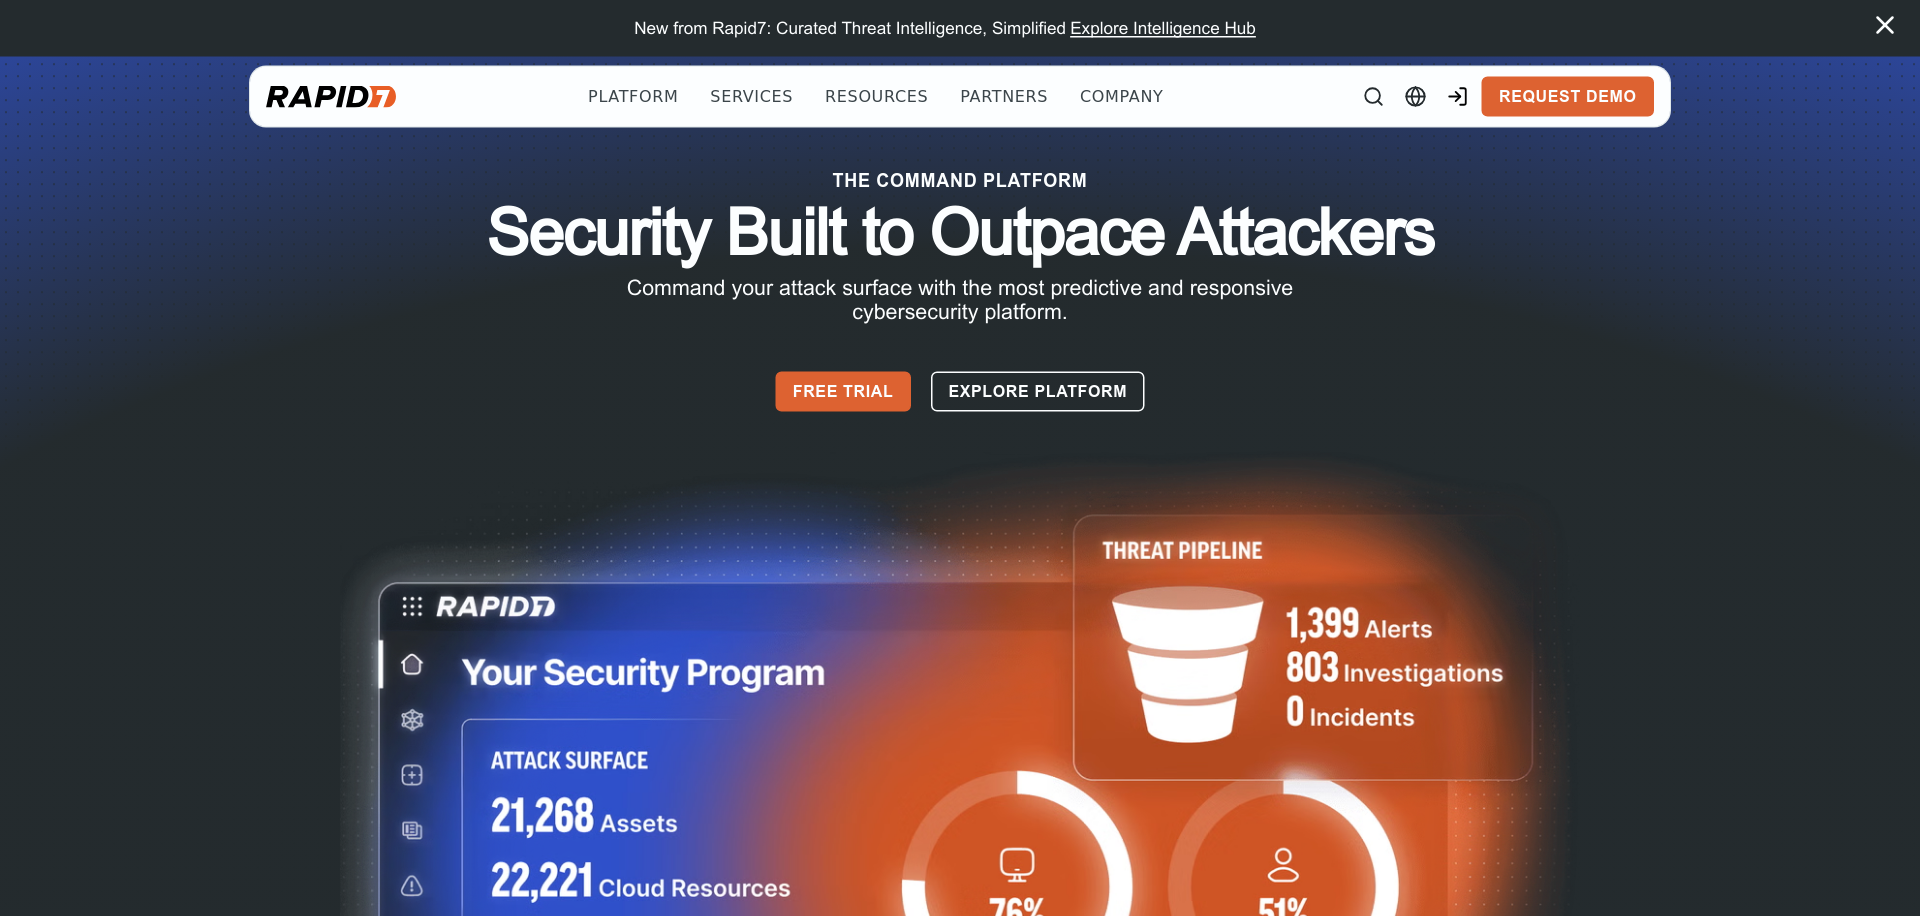 New from Rapid7: Curated Threat Intelligence, Simplified Explore Intelligence Hub
RAPID7
PLATFORM
SERVICES
RESOURCES
PARTNERS
COMPANY
REQUEST DEMO
THE COMMAND PLATFORM
Security Built to Outpace Attackers
Command your attack surface with the most predictive and responsive
cybersecurity platform.
FREE TRIAL
EXPLORE PLATFORM
THREAT PIPELINE
1,399 Alerts
803 Investigations
0 Incidents
RAPID7
Your Security Program
ATTACK SURFACE
21,268 Assets
22,221 Cloud Resources
76%
51%